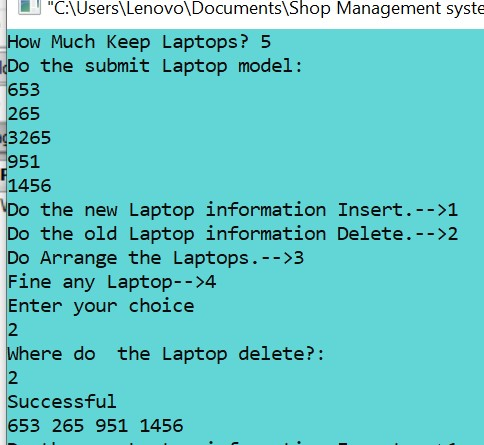 "C:\Users\Lenovo\Documents\Shop Management syste
How Much Keep Laptops? 5
Do the submit Laptop model:
653
265
3265
951
1456
Do the new Laptop information Insert.-->1
Do the old Laptop information Delete.-->2
Do Arrange the Laptops.-->3
Fine any Laptop-->4
Enter your choice
2
Where do  the Laptop delete?:
2
Successful
653 265 951 1456